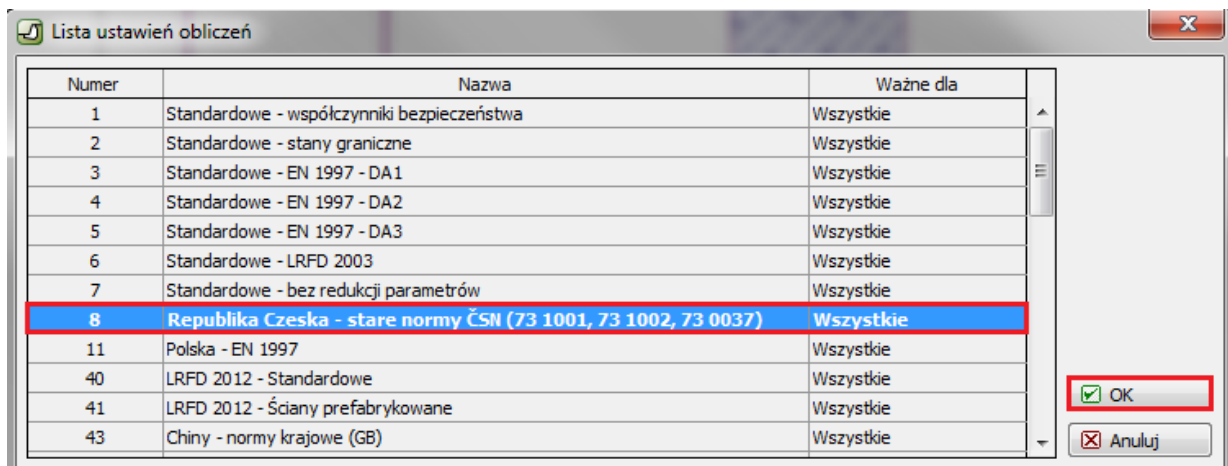 Lista ustawień obliczeń
Numer Nazwa Ważne dla
1 Standardowe - współczynniki bezpieczeństwa Wszystkie
2 Standardowe - stany graniczne Wszystkie
3 Standardowe - EN 1997 - DA1 Wszystkie
4 Standardowe - EN 1997 - DA2 Wszystkie
5 Standardowe - EN 1997 - DA3 Wszystkie
6 Standardowe - LRFD 2003 Wszystkie
7 Standardowe - bez redukcji parametrów Wszystkie
8 Republika Czeska - stare normy ČSN (73 1001, 73 1002, 73 0037) Wszystkie
11 Polska - EN 1997 Wszystkie
40 LRFD 2012 - Standardowe Wszystkie
41 LRFD 2012 - Ściany prefabrykowane Wszystkie
43 Chiny - normy krajowe (GB) Wszystkie
OK
Anuluj